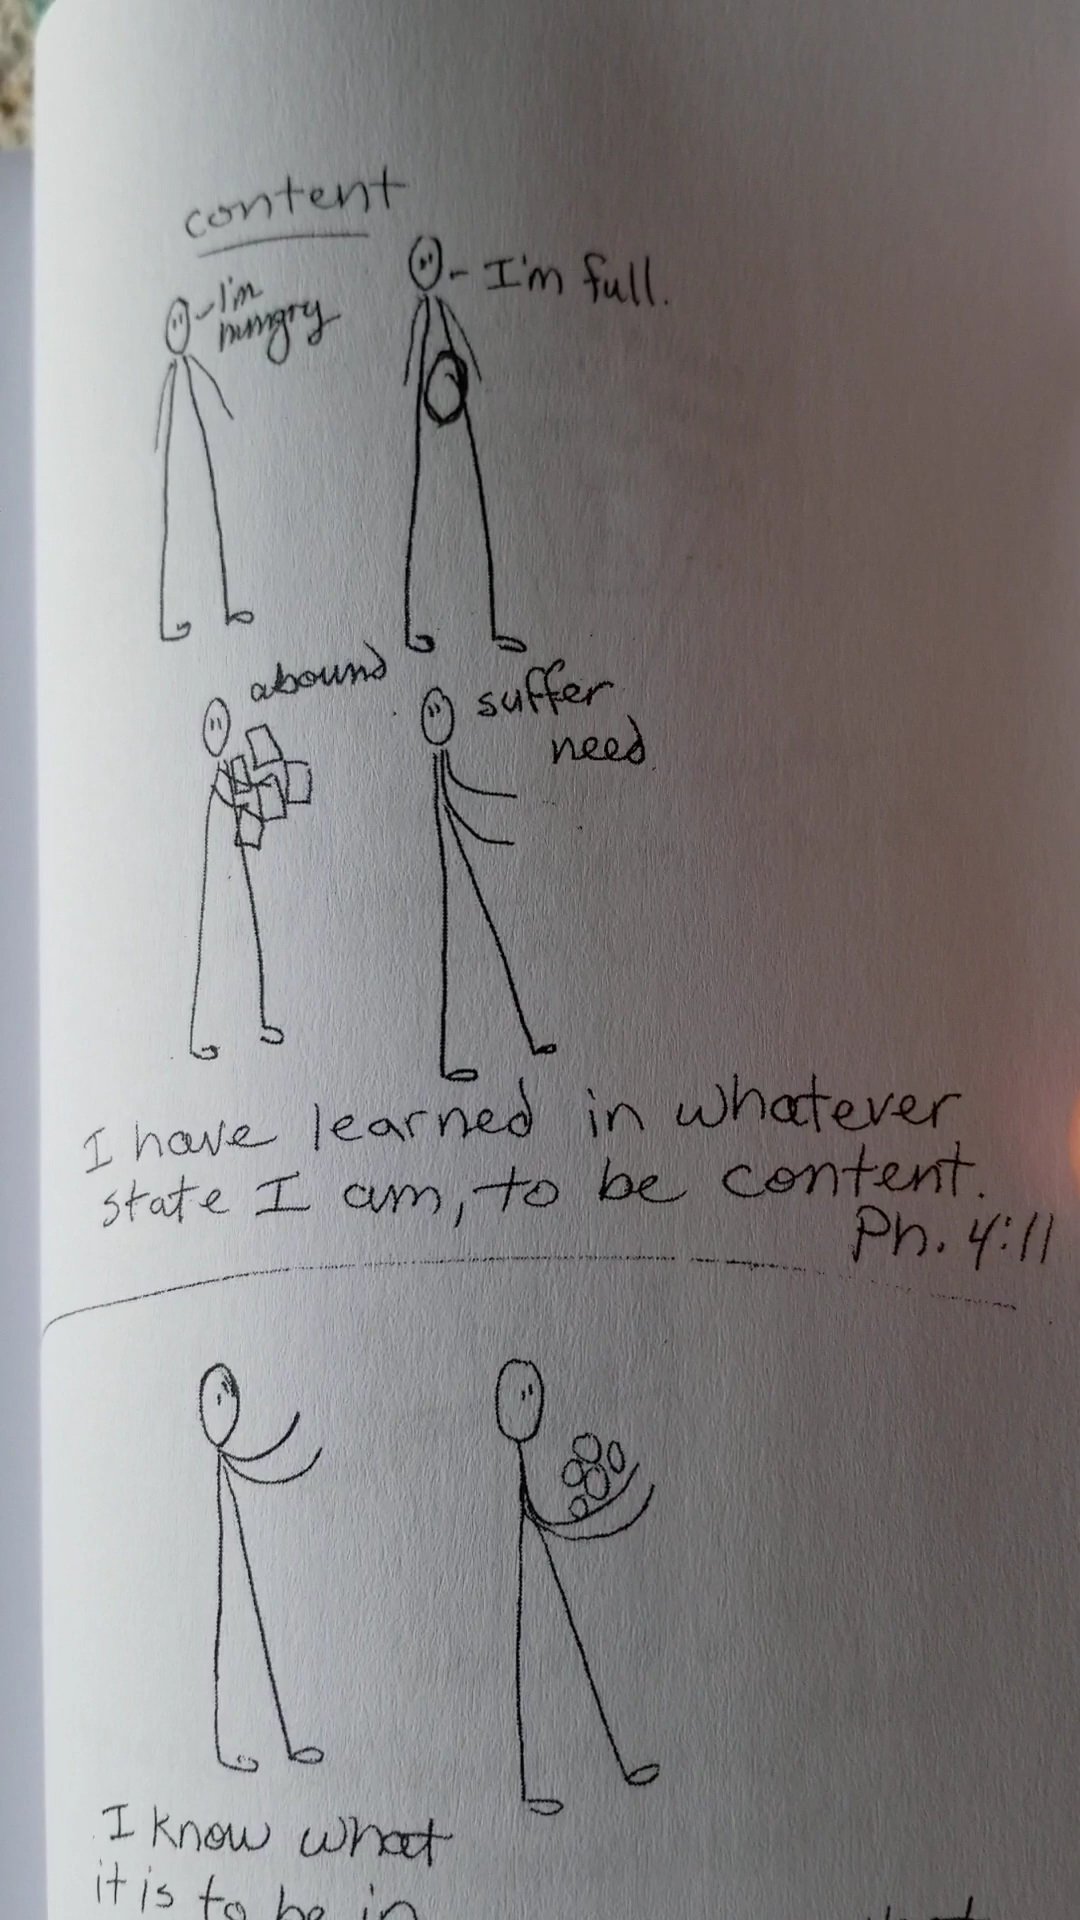 content
I'm
hungry
- I'm full.
abound
suffer
need
I have learned in whatever
state I am, to be content.
Ph. 4:11
I know what
it is to be in